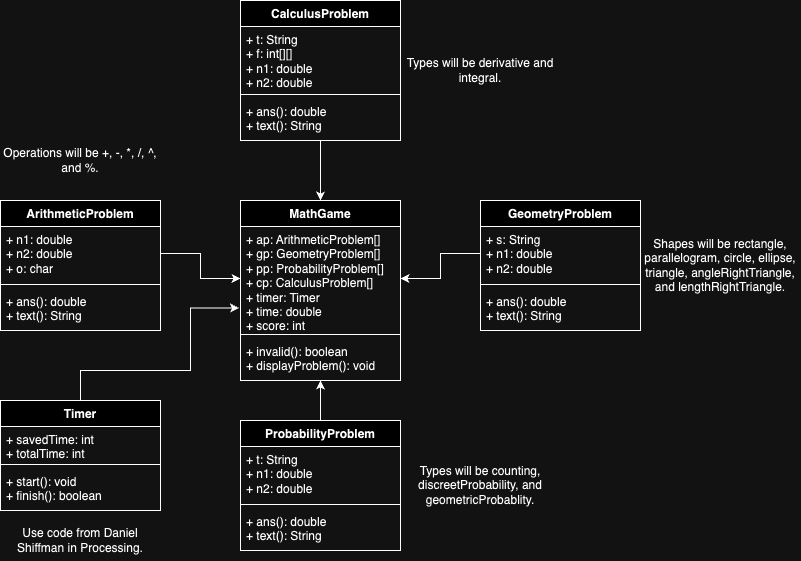 CalculusProblem
+ t: String
+ f: int[][]
+ n1: double
+ n2: double
+ ans(): double
+ text(): String
Types will be derivative and
integral.
Operations will be +, -, *, /, ^,
and %.
ArithmeticProblem
+ n1: double
+ n2: double
+ o: char
+ ans(): double
+ text(): String
MathGame
+ ap: ArithmeticProblem[]
+ gp: GeometryProblem[]
+ pp: ProbabilityProblem[]
+ cp: CalculusProblem[]
+ timer: Timer
+ time: double
+ score: int
+ invalid(): boolean
+ displayProblem(): void
GeometryProblem
+ s: String
+ n1: double
+ n2: double
+ ans(): double
+ text(): String
Shapes will be rectangle,
parallelogram, circle, ellipse,
triangle, angleRightTriangle,
and lengthRightTriangle.
Timer
+ savedTime: int
+ totalTime: int
+ start(): void
+ finish(): boolean
Use code from Daniel
Shiffman in Processing.
ProbabilityProblem
+ t: String
+ n1: double
+ n2: double
+ ans(): double
+ text(): String
Types will be counting,
discreetProbability, and
geometricProbablity.